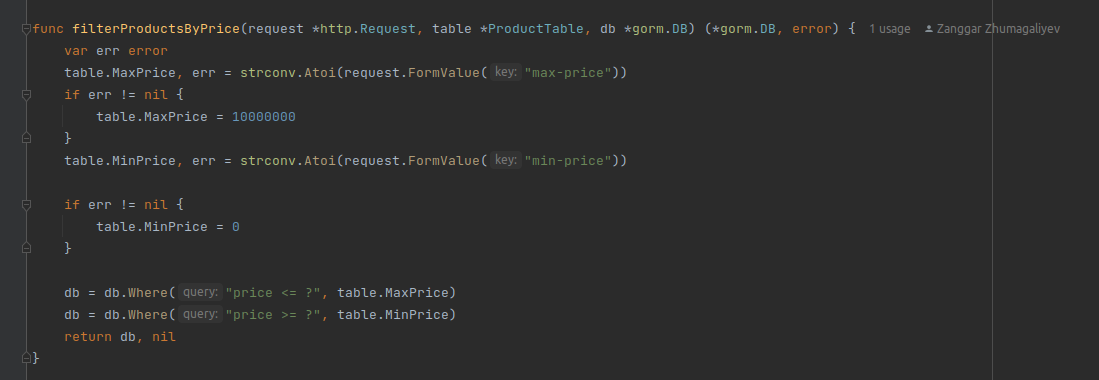 func filterProductsByPrice(request *http.Request, table *ProductTable, db *gorm.DB) (*gorm.DB, error) { 1 usage Zanggar Zhumagaliyev
    var err error
    table.MaxPrice, err = strconv.Atoi(request.FormValue( key: "max-price"))
    if err != nil {
        table.MaxPrice = 10000000
    }
    table.MinPrice, err = strconv.Atoi(request.FormValue( key: "min-price"))

    if err != nil {
        table.MinPrice = 0
    }

    db = db.Where( query: "price <= ?", table.MaxPrice)
    db = db.Where( query: "price >= ?", table.MinPrice)
    return db, nil
}